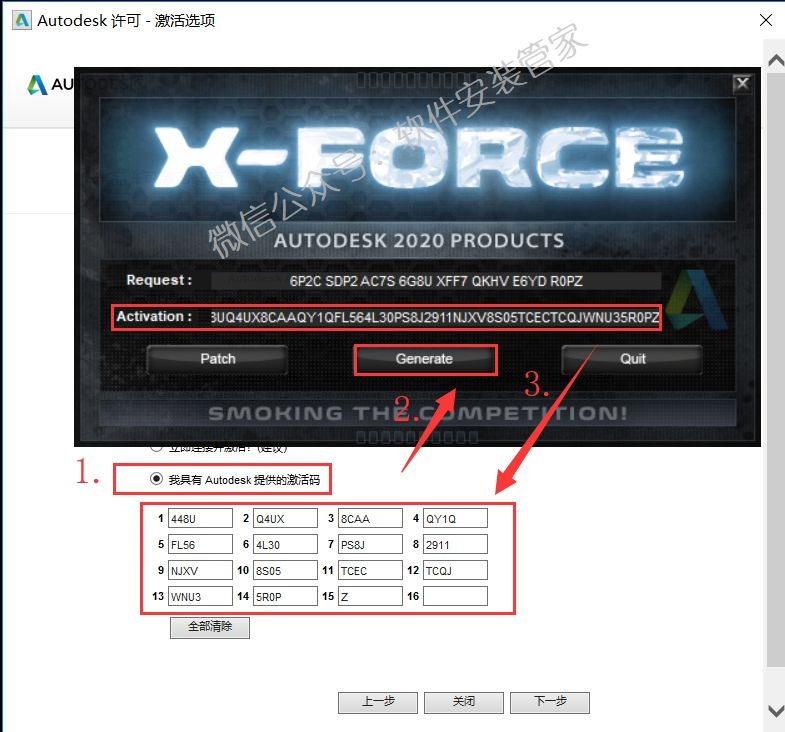 Autodesk 许可 - 激活选项
微信公众号：软件安装管家
X-FORCE
AUTODESK 2020 PRODUCTS
Request : 6P2C SDP2 AC7S 6G8U XFF7 QKHV E6YD R0PZ
Activation : 8UQ4UX8CAAQY1QFL564L30PS8J2911NJXV8S05TCECTCQJWNU35R0PZ
Patch Generate Quit
2. 3.
SMOKING THE COMPETITION!
立即连接并激活! (建议)
1. 我具有 Autodesk 提供的激活码
1 448U 2 Q4UX 3 8CAA 4 QY1Q
5 FL56 6 4L30 7 PS8J 8 2911
9 NJXV 10 8S05 11 TCEC 12 TCQJ
13 WNU3 14 5R0P 15 Z 16
全部清除
上一步 关闭 下一步